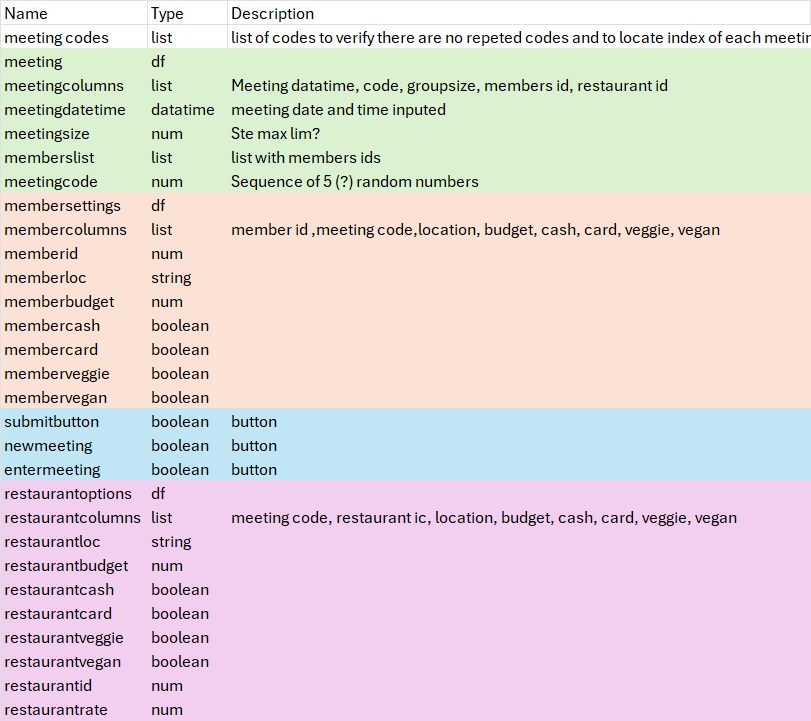 Name Type Description
meeting codes list list of codes to verify there are no repeted codes and to locate index of each
meeting df
meetingcolumns list Meeting datatime, code, groupsize, members id, restaurant id
meetingdatetime datatime meeting date and time inputed
meetingsize num Ste max lim?
memberslist list list with members ids
meetingcode num Sequence of 5 (?) random numbers
membersettings df
membercolumns list member id ,meeting code,location, budget, cash, card, veggie, vegan
memberid num
memberloc string
memberbudget num
membercash boolean
membercard boolean
memberveggie boolean
membervegan boolean
submitbutton boolean button
newmeeting boolean button
entermeeting boolean button
restaurantoptions df
restaurantcolumns list meeting code, restaurant ic, location, budget, cash, card, veggie, vegan
restaurantloc string
restaurantbudget num
restaurantcash boolean
restaurantcard boolean
restaurantveggie boolean
restaurantvegan boolean
restaurantid num
restaurantrate num